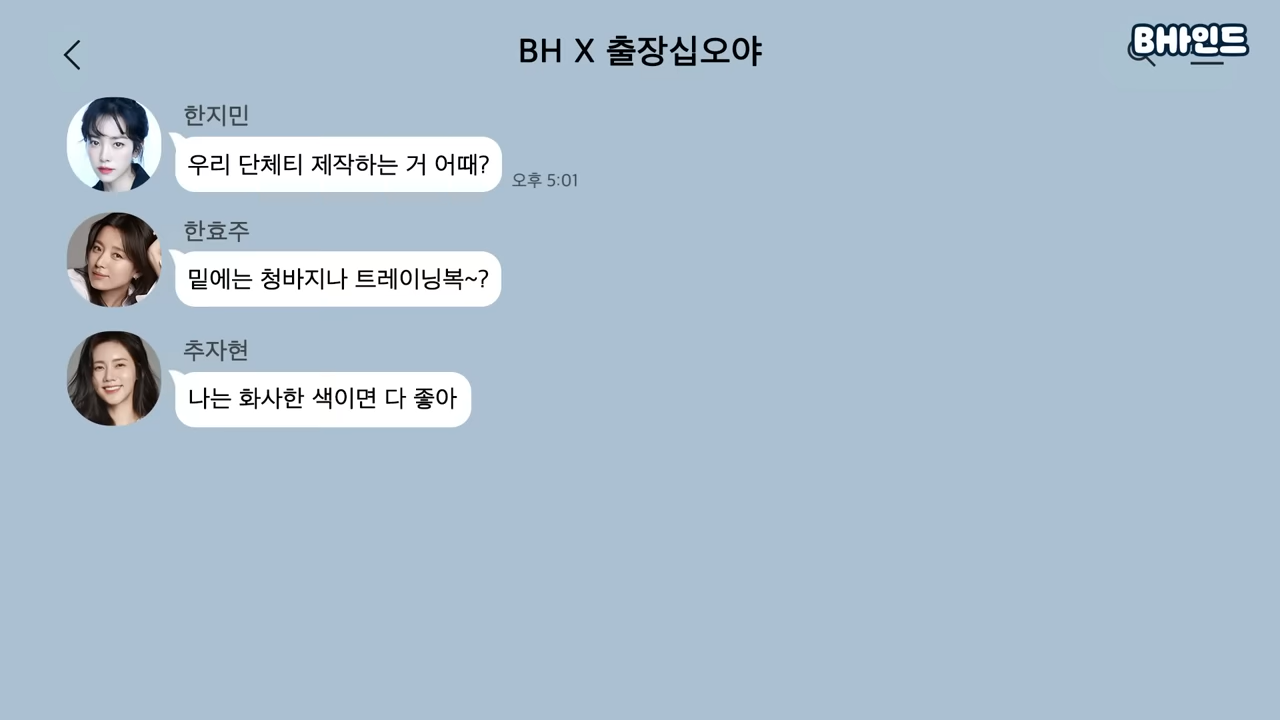 BH X 출장십오야
BH바인드
한지민
우리 단체티 제작하는 거 어때?
오후 5:01
한효주
밑에는 청바지나 트레이닝복~?
추자현
나는 화사한 색이면 다 좋아